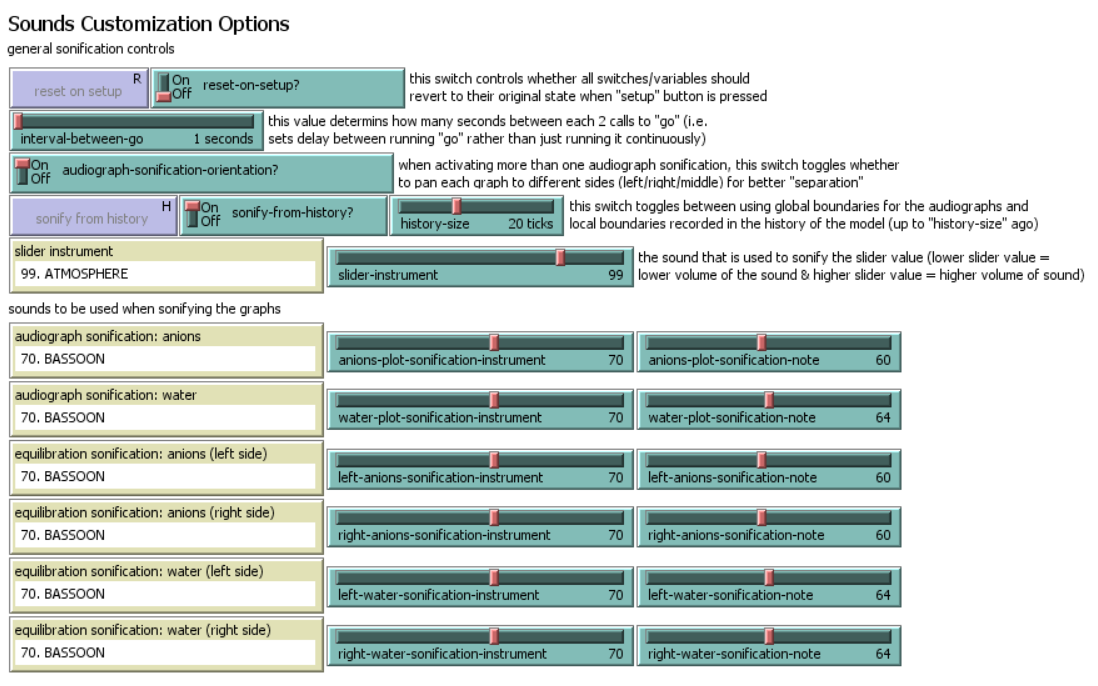 Sounds Customization Options
general sonification controls
R
reset on setup
On
Off
reset-on-setup?
this switch controls whether all switches/variables should
revert to their original state when "setup" button is pressed
interval-between-go 1 seconds
this value determins how many seconds between each 2 calls to "go" (i.e.
sets delay between running "go" rather than just running it continuously)
On
Off
audiograph-sonification-orientation?
when activating more than one audiograph sonification, this switch toggles whether
to pan each graph to different sides (left/right/middle) for better "separation"
H
sonify from history
On
Off
sonify-from-history?
history-size 20 ticks
this switch toggles between using global boundaries for the audiographs and
local boundaries recorded in the history of the model (up to "history-size" ago)
slider instrument
99. ATMOSPHERE
slider-instrument 99
the sound that is used to sonify the slider value (lower slider value =
lower volume of the sound & higher slider value = higher volume of sound)
sounds to be used when sonifying the graphs
audiograph sonification: anions
70. BASSOON
anions-plot-sonification-instrument 70
anions-plot-sonification-note 60
audiograph sonification: water
70. BASSOON
water-plot-sonification-instrument 70
water-plot-sonification-note 64
equilibration sonification: anions (left side)
70. BASSOON
left-anions-sonification-instrument 70
left-anions-sonification-note 60
equilibration sonification: anions (right side)
70. BASSOON
right-anions-sonification-instrument 70
right-anions-sonification-note 60
equilibration sonification: water (left side)
70. BASSOON
left-water-sonification-instrument 70
left-water-sonification-note 64
equilibration sonification: water (right side)
70. BASSOON
right-water-sonification-instrument 70
right-water-sonification-note 64